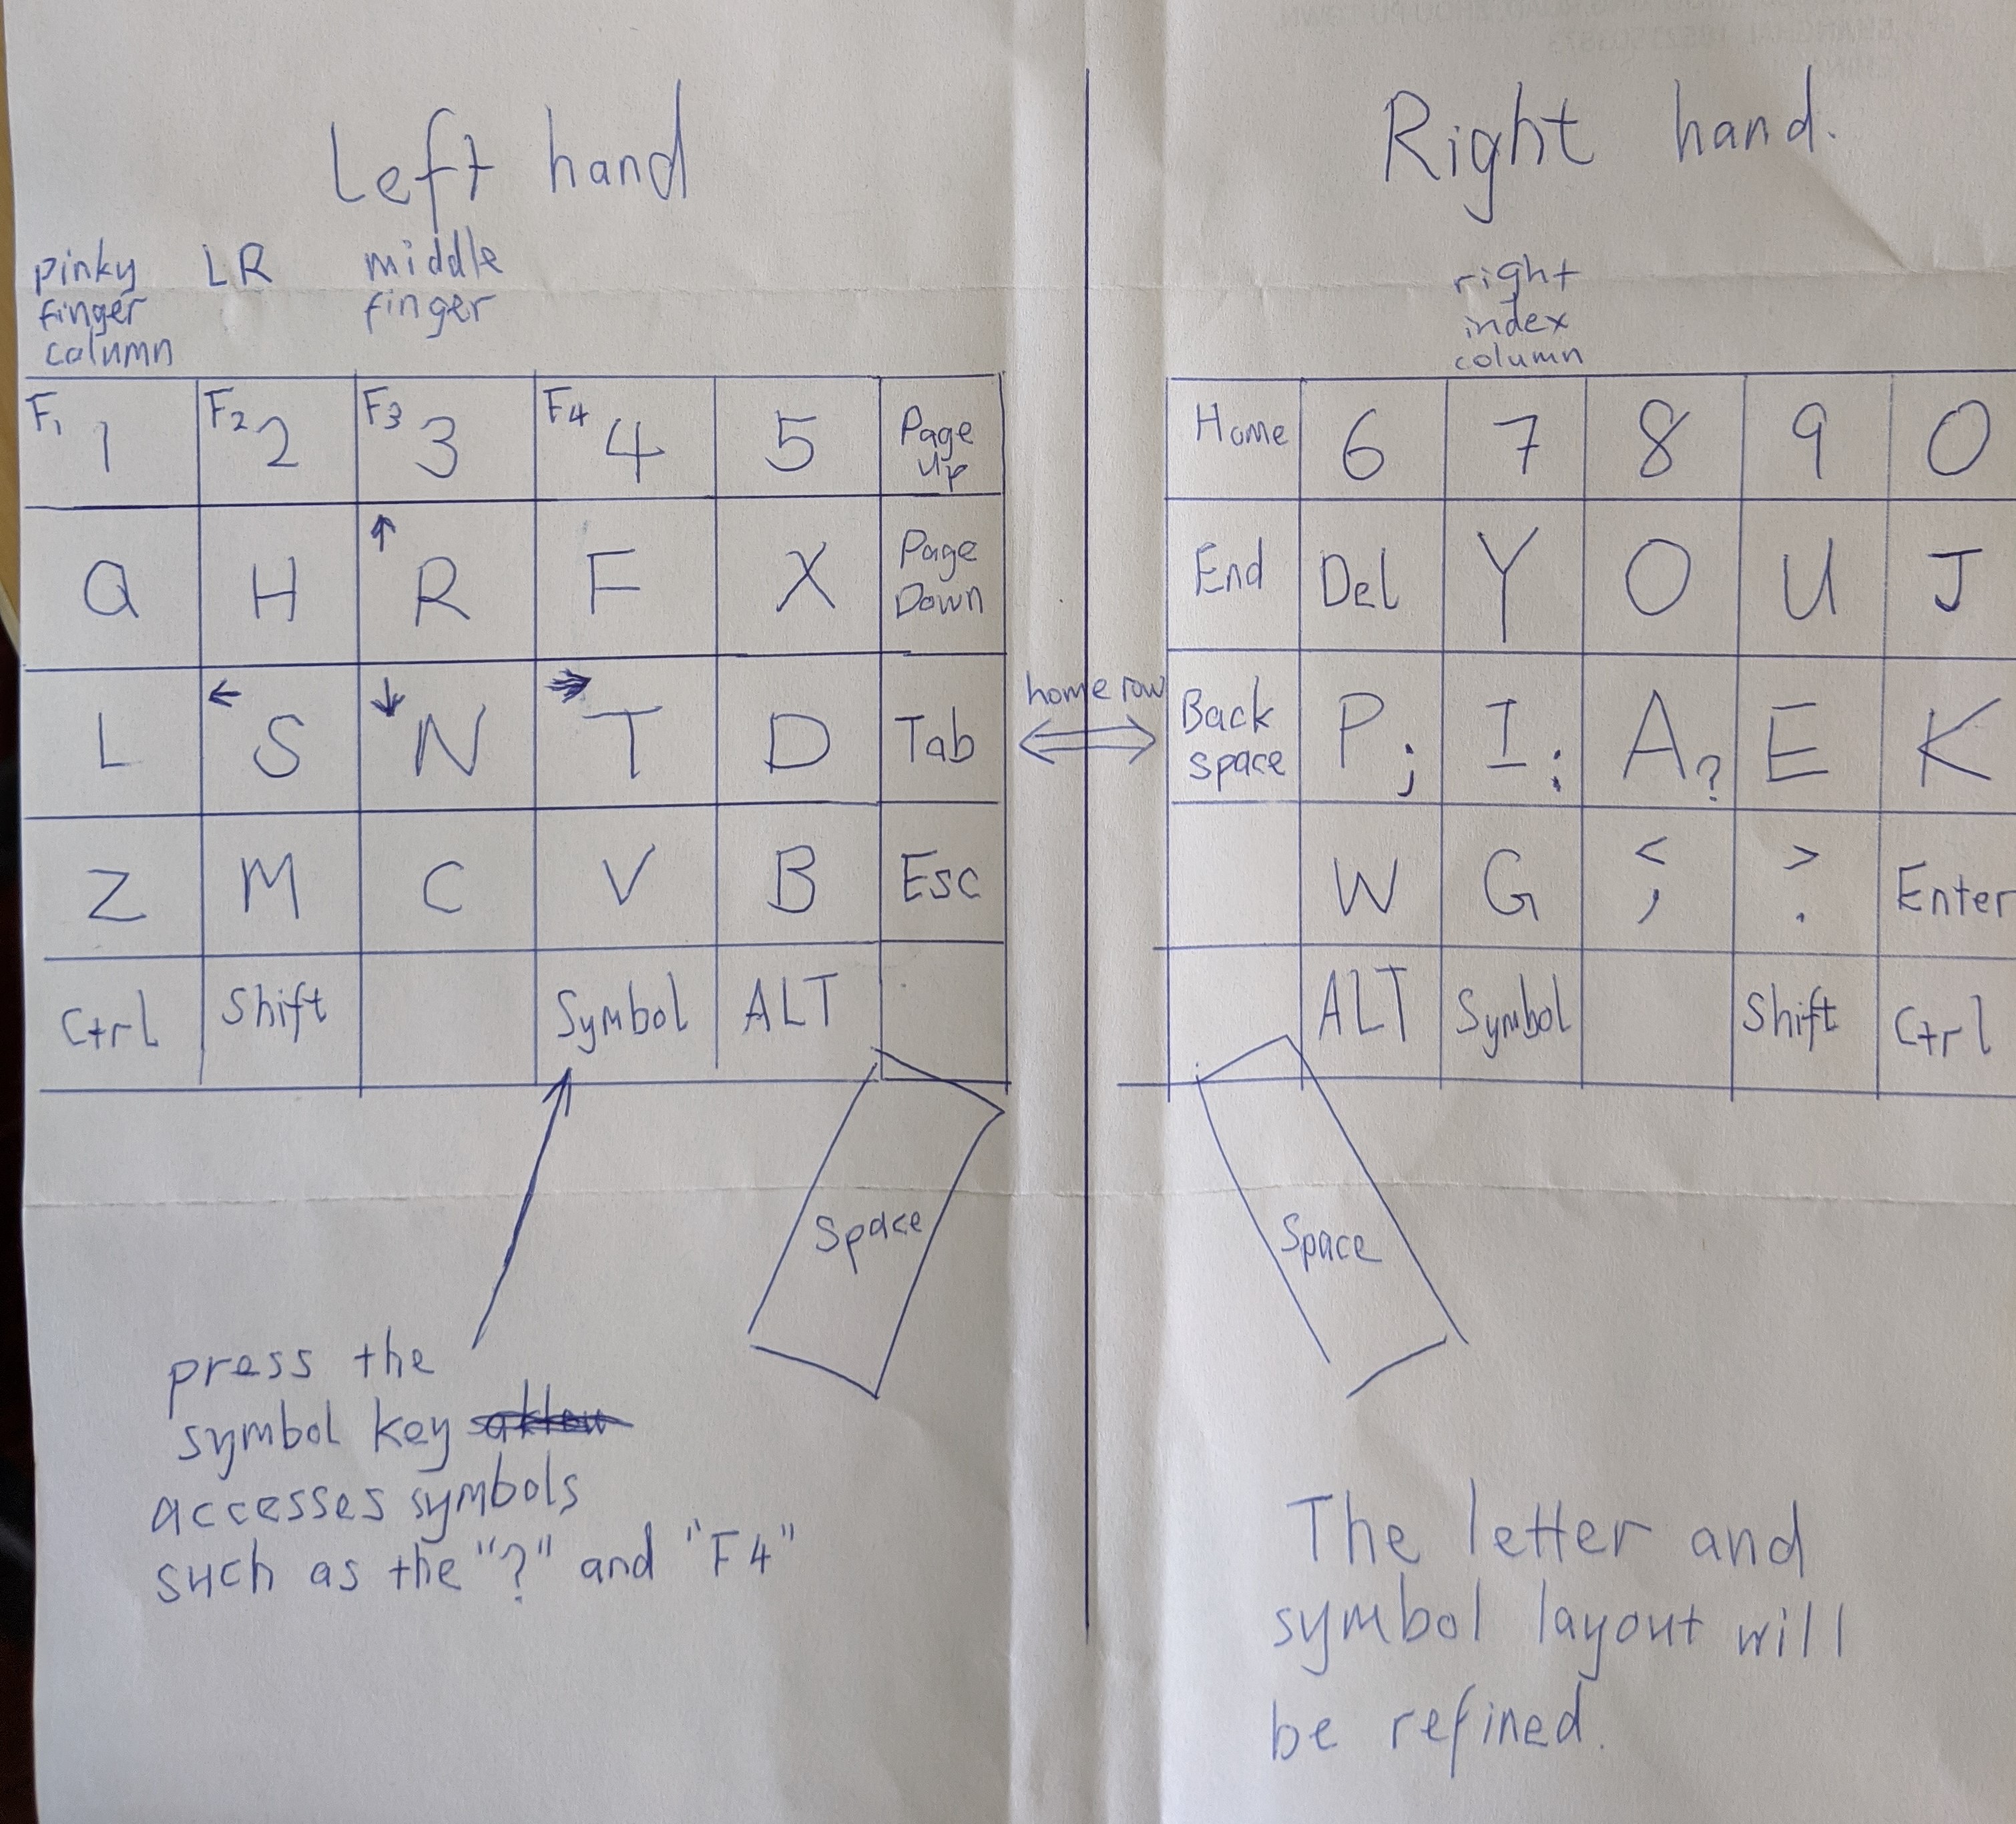 Left hand
Right hand.
pinky finger column
LR
middle finger
right index column
F1 1 F2 2 F3 3 F4 4 5 Page Up
Home 6 7 8 9 0
Q H ↑ R F X Page Down
End Del Y O U J
L ← S ↓ N → T D Tab
home row
Back space P ; I : A ? E K
Z M C V B Esc
W G < , > . Enter
Ctrl Shift Symbol ALT
ALT Symbol Shift Ctrl
Space
Space
press the
symbol key
accesses symbols
such as the "?" and "F4"
The letter and
symbol layout will
be refined.